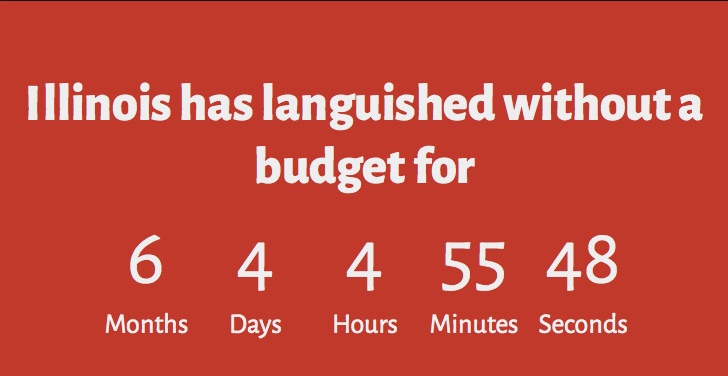 Illinois has languished without a
budget for
6 4 4 55 48
Months Days Hours Minutes Seconds